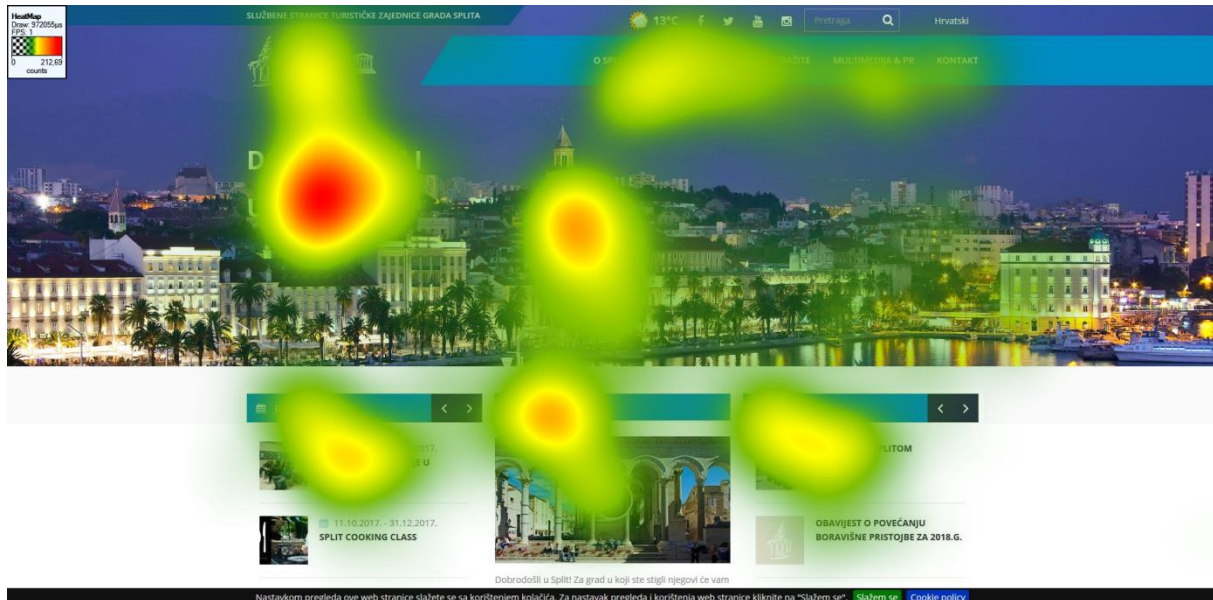 HeatMap
Draw: 972055µs
FPS: 1
0 212,69
counts
SLUŽBENE STRANICE TURISTIČKE ZAJEDNICE GRADA SPLITA
13°C
Pretraga
Hrvatski
O
MULTIMEDIJA & PR
KONTAKT
D
2017.
U
11.10.2017. - 31.12.2017.
SPLIT COOKING CLASS
Dobrodošli u Split! Za grad u koji ste stigli njegovi će vam
SPLITOM
OBAVIJEST O POVEĆANJU
BORAVIŠNE PRISTOJBE ZA 2018.G.
Nastavkom pregleda ove web stranice slažete se sa korištenjem kolačića. Za nastavak pregleda i korištenja web stranice kliknite na "Slažem se". Slažem se Cookie policy